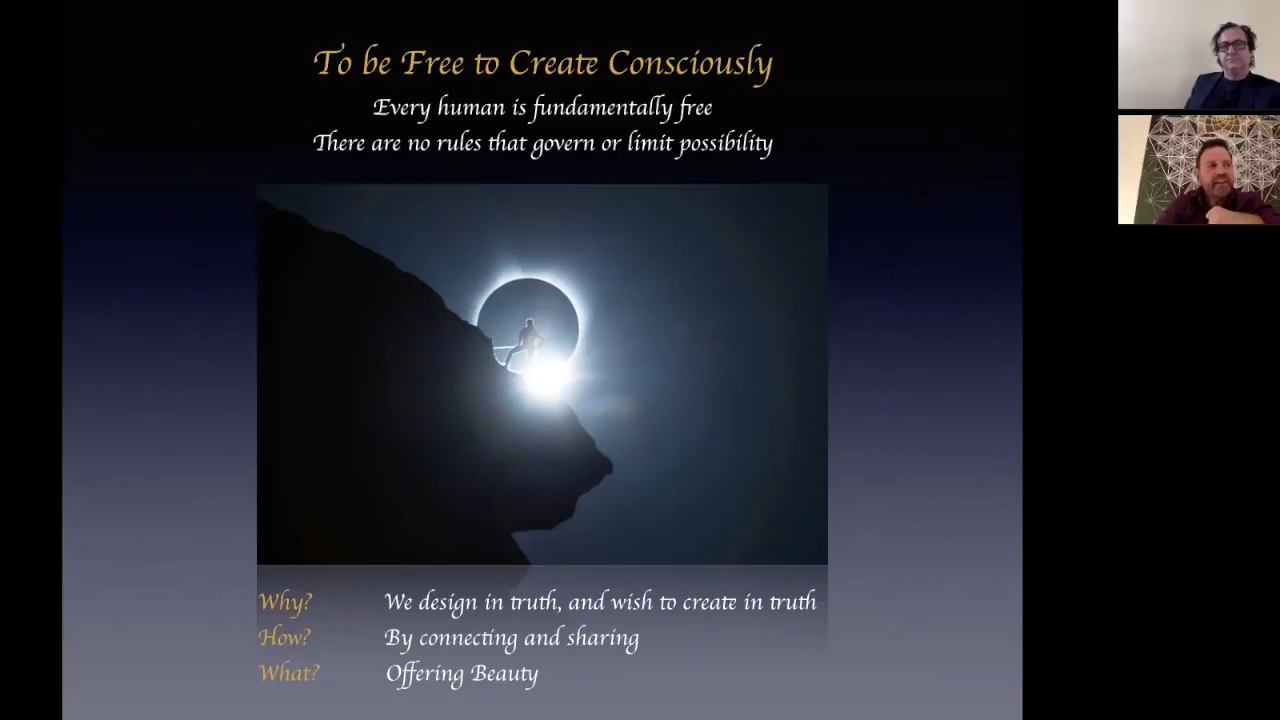 To be Free to Create Consciously
Every human is fundamentally free
There are no rules that govern or limit possibility
Why? We design in truth, and wish to create in truth
How? By connecting and sharing
What? Offering Beauty